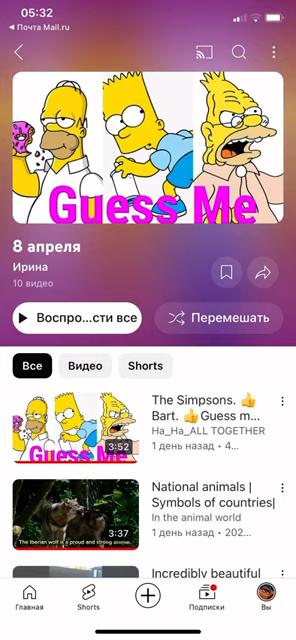 05:32
◀ Почта Mail.ru
Guess Me
8 апреля
Ирина
10 видео
Воспро...сти все
Перемешать
Все
Видео
Shorts
Guess Me
3:52
The Simpsons. 👍
Bart. 👍Guess m...
Ha_Ha_ALL TOGETHER
1 день назад • 4...
The Iberian wolf is a proud and strong animal.
3:37
National animals |
Symbols of countries|
In the animal world
1 день назад • 202...
Incredibly beautiful
Главная
Shorts
Подписки
Вы